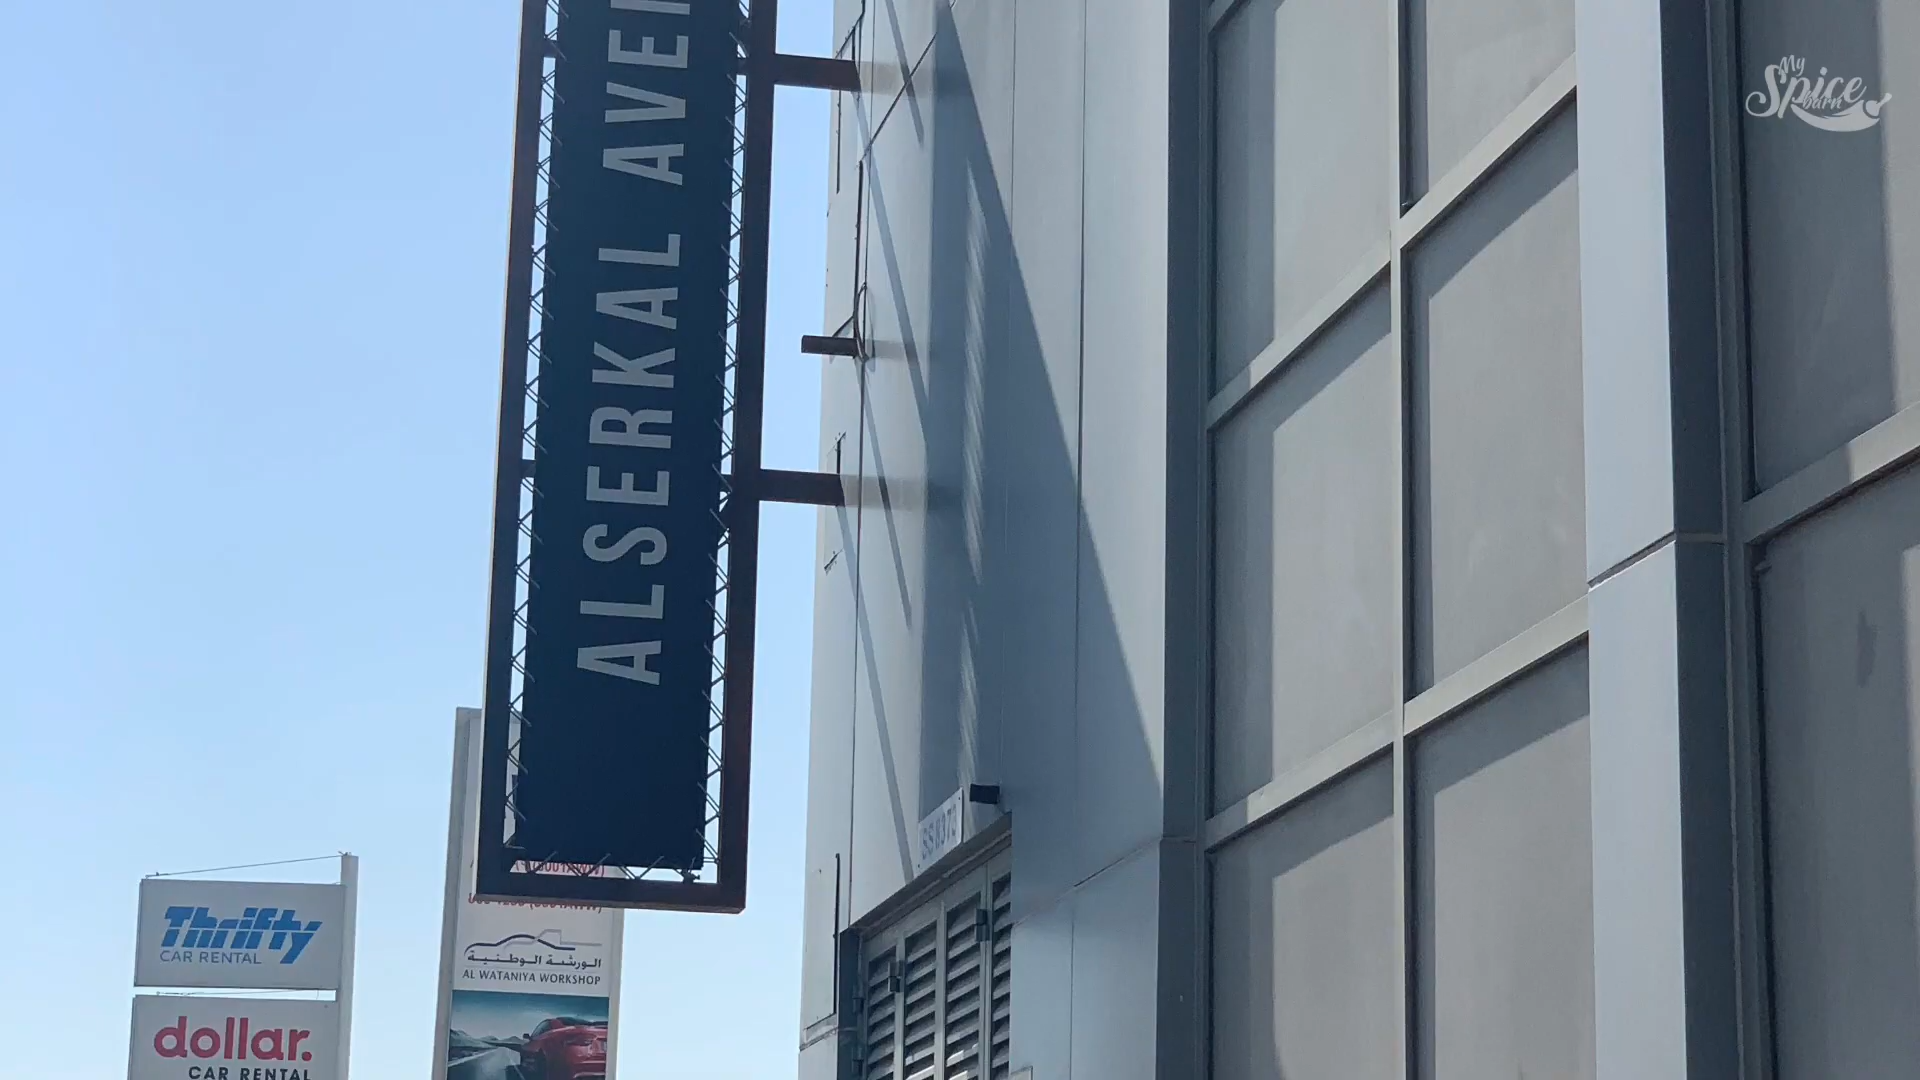 My
Spice
barn
ALSERKAL AVE
Thrifty
CAR RENTAL
dollar.
CAR RENTAL
الورشة الوطنية
AL WATANIYA WORKSHOP